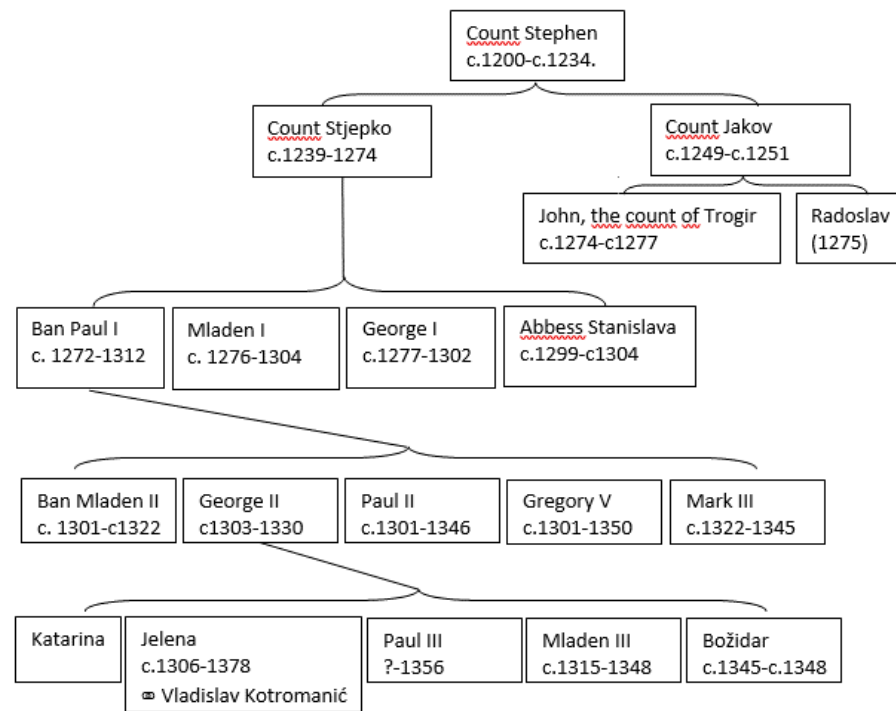 Count Stephen
c.1200-c.1234.
Count Stjepko
c.1239-1274
Count Jakov
c.1249-c.1251
John, the count of Trogir
c.1274-c1277
Radoslav
(1275)
Ban Paul I
c. 1272-1312
Mladen I
c. 1276-1304
George I
c.1277-1302
Abbess Stanislava
c.1299-c1304
Ban Mladen II
c. 1301-c1322
George II
c1303-1330
Paul II
c.1301-1346
Gregory V
c.1301-1350
Mark III
c.1322-1345
Katarina
Jelena
c.1306-1378
⚭ Vladislav Kotromanić
Paul III
?-1356
Mladen III
c.1315-1348
Božidar
c.1345-c.1348